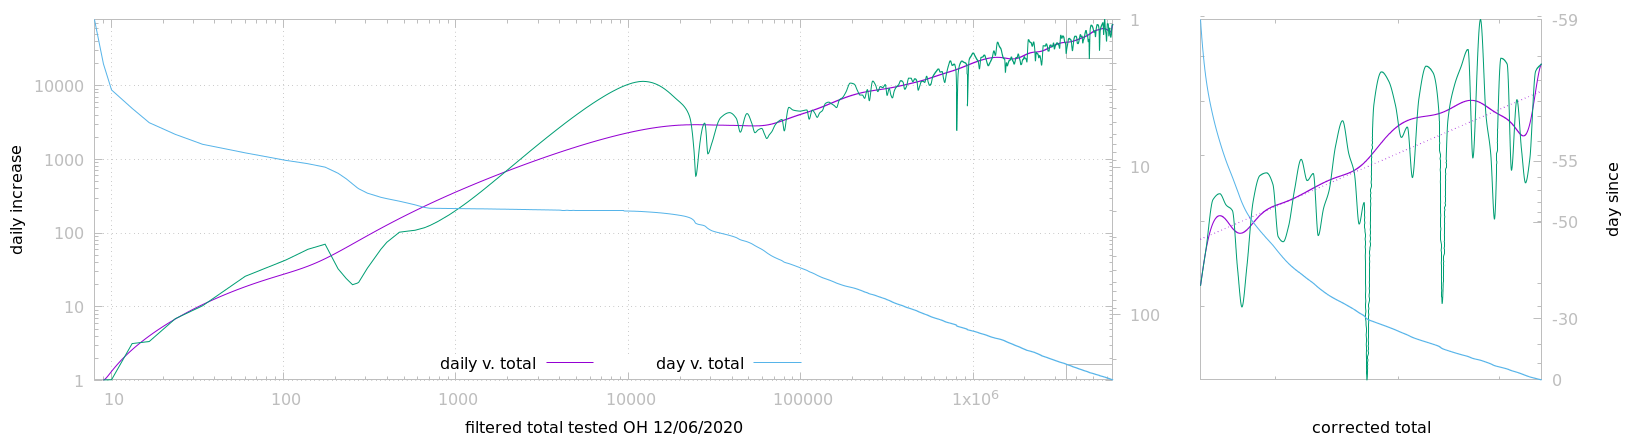 daily increase
10000
1000
100
10
1
10
100
1000
10000
100000
1x10⁶
1
10
100
daily v. total
day v. total
filtered total tested OH 12/06/2020
-59
-55
-50
-30
0
day since
corrected total